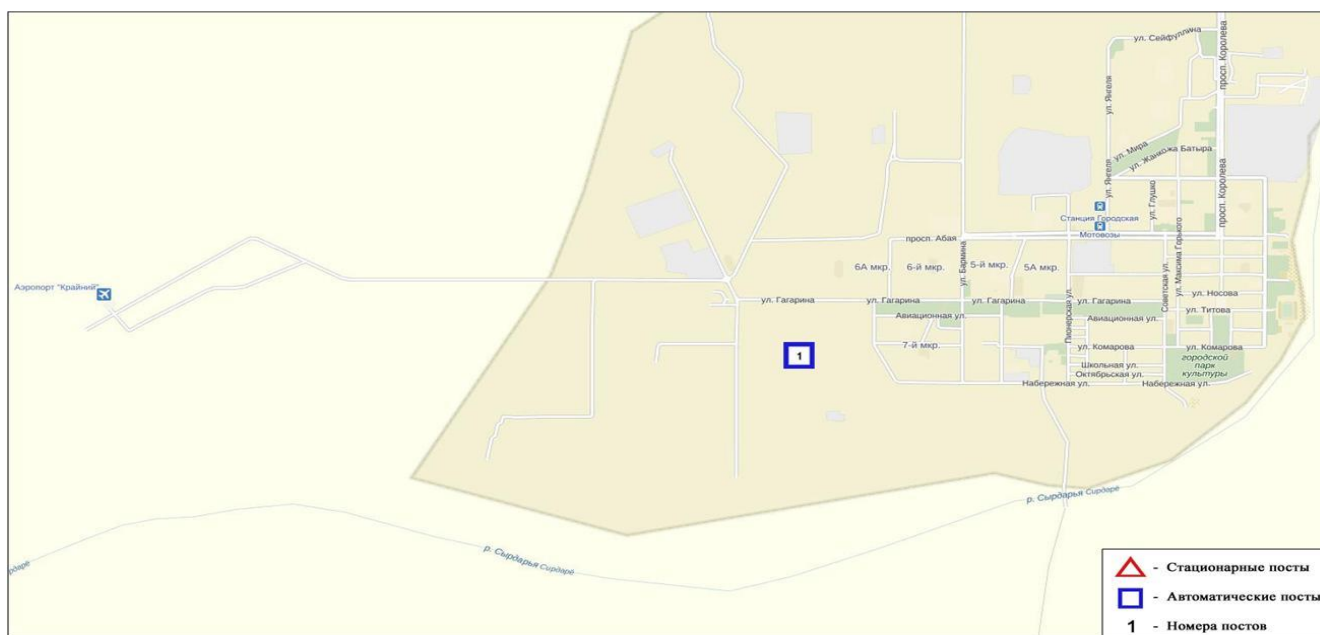 ул. Сейфуллина
просп. Королева
ул. Янгеля
ул. Мира
ул. Жанкожа Батыра
ул. Янгеля
ул. Глушко
просп. Королева
Станция Городская
Мотовозы
ул. Максима Горького
просп. Абая
6А мкр.
6-й мкр.
ул. Бармина
5-й мкр.
5А мкр.
Советская ул.
Аэропорт "Крайний"
ул. Гагарина
ул. Гагарина
ул. Гагарина
ул. Гагарина
ул. Носова
Авиационная ул.
Пионерская ул.
Авиационная ул.
ул. Титова
1
7-й мкр.
ул. Комарова
ул. Комарова
Школьная ул.
городской
парк
культуры
Октябрьская ул.
Набережная ул.
Набережная ул.
р. Сырдарья Сирдарё
р. Сырдарья Сирдарё
рдарё
- Стационарные посты
- Автоматические посты
1 - Номера постов